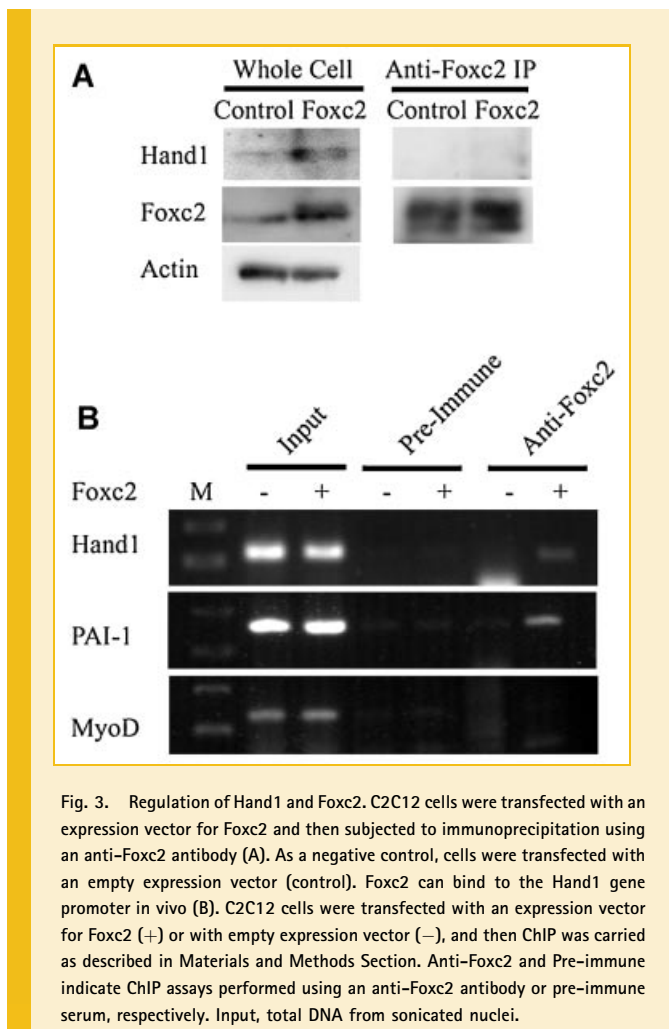 A
Whole Cell Anti-Foxc2 IP
Control Foxc2 Control Foxc2
Hand1
Foxc2
Actin
B
Input Pre-Immune Anti-Foxc2
Foxc2 M - + - + - +
Hand1
PAI-1
MyoD
Fig. 3. Regulation of Hand1 and Foxc2. C2C12 cells were transfected with an
expression vector for Foxc2 and then subjected to immunoprecipitation using
an anti-Foxc2 antibody (A). As a negative control, cells were transfected with
an empty expression vector (control). Foxc2 can bind to the Hand1 gene
promoter in vivo (B). C2C12 cells were transfected with an expression vector
for Foxc2 (+) or with empty expression vector (−), and then ChIP was carried
as described in Materials and Methods Section. Anti-Foxc2 and Pre-immune
indicate ChIP assays performed using an anti-Foxc2 antibody or pre-immune
serum, respectively. Input, total DNA from sonicated nuclei.